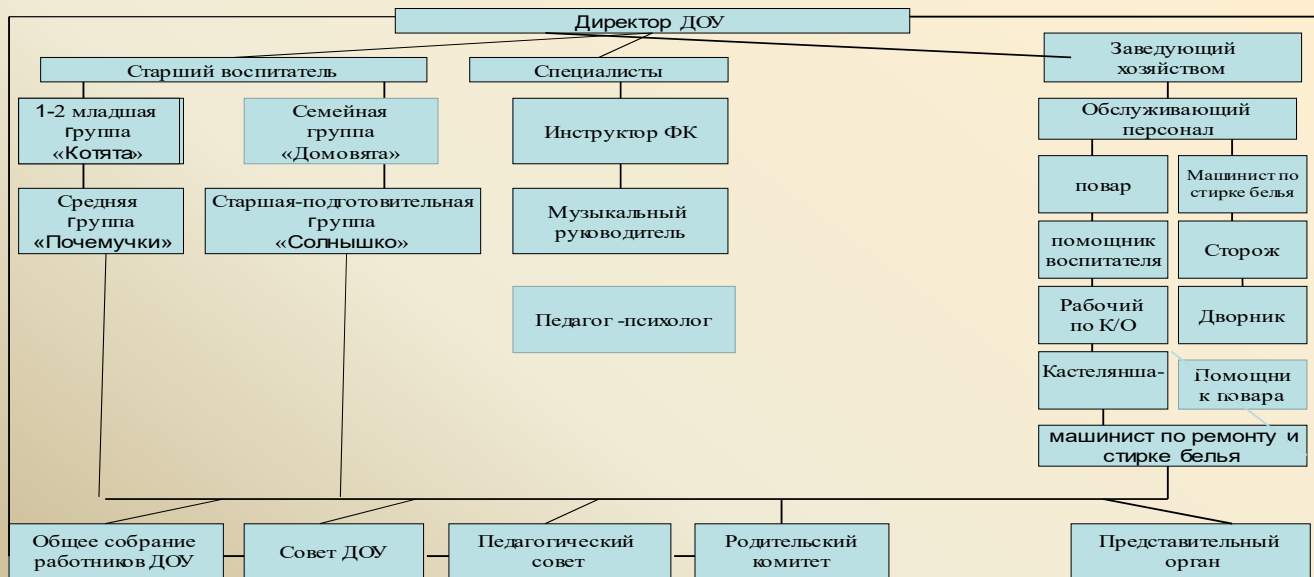 Директор ДОУ
Старший воспитатель
Специалисты
Заведующий
хозяйством
1-2 младшая
группа
«Котята»
Семейная
группа
«Домовята»
Инструктор ФК
Обслуживающий
персонал
Средняя
группа
«Почемучки»
Старшая-подготовительная
группа
«Солнышко»
Музыкальный
руководитель
Педагог -психолог
повар
Машинист по
стирке белья
помощник
воспитателя
Сторож
Рабочий
по К/О
Дворник
Кастелянша-
Помощни
к повара
машинист по ремонту и
стирке белья
Общее собрание
работников ДОУ
Совет ДОУ
Педагогический
совет
Родительский
комитет
Представительный
орган